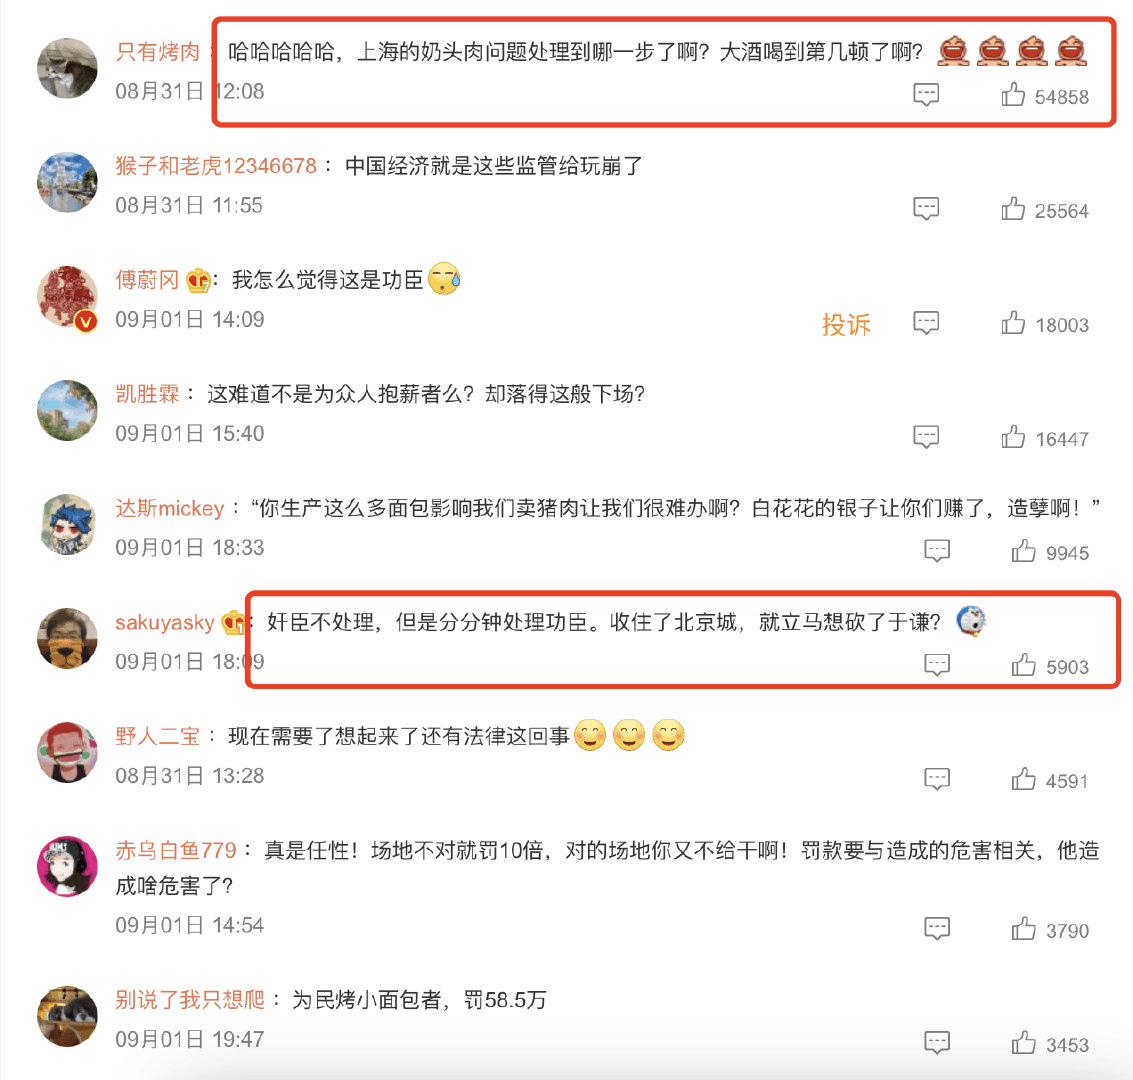 只有烤肉：哈哈哈哈哈，上海的奶头肉问题处理到哪一步了啊？大酒喝到第几顿了啊？
08月31日 12:08
54858
猴子和老虎12346678：中国经济就是这些监管给玩崩了
08月31日 11:55
25564
傅蔚冈：我怎么觉得这是功臣
09月01日 14:09
投诉
18003
凯胜霖：这难道不是为众人抱薪者么？却落得这般下场？
09月01日 15:40
16447
达斯mickey：“你生产这么多面包影响我们卖猪肉让我们很难办啊？白花花的银子让你们赚了，造孽啊！”
09月01日 18:33
9945
sakuyasky：奸臣不处理，但是分分钟处理功臣。收住了北京城，就立马想砍了于谦？
09月01日 18:09
5903
野人二宝：现在需要了想起来了还有法律这回事
08月31日 13:28
4591
赤乌白鱼779：真是任性！场地不对就罚10倍，对的场地你又不给干啊！罚款要与造成的危害相关，他造
成啥危害了？
09月01日 14:54
3790
别说了我只想爬：为民烤小面包者，罚58.5万
09月01日 19:47
3453